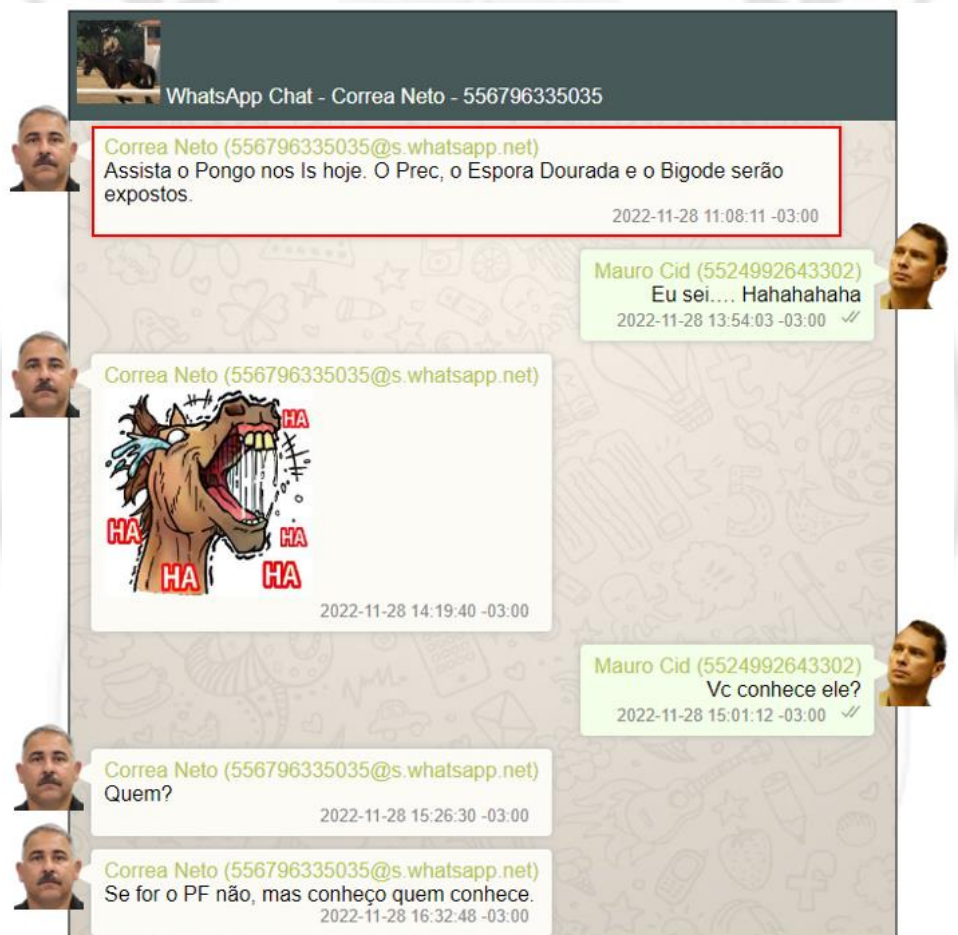 WhatsApp Chat - Correa Neto - 556796335035
Correa Neto (556796335035@s.whatsapp.net)
Assista o Pongo nos Is hoje. O Prec, o Espora Dourada e o Bigode serão
expostos.
2022-11-28 11:08:11 -03:00
Mauro Cid (5524992643302)
Eu sei.... Hahahahaha
2022-11-28 13:54:03 -03:00
Correa Neto (556796335035@s.whatsapp.net)
HA
HA
HA
HA
HA
2022-11-28 14:19:40 -03:00
Mauro Cid (5524992643302)
Vc conhece ele?
2022-11-28 15:01:12 -03:00
Correa Neto (556796335035@s.whatsapp.net)
Quem?
2022-11-28 15:26:30 -03:00
Correa Neto (556796335035@s.whatsapp.net)
Se for o PF não, mas conheço quem conhece.
2022-11-28 16:32:48 -03:00